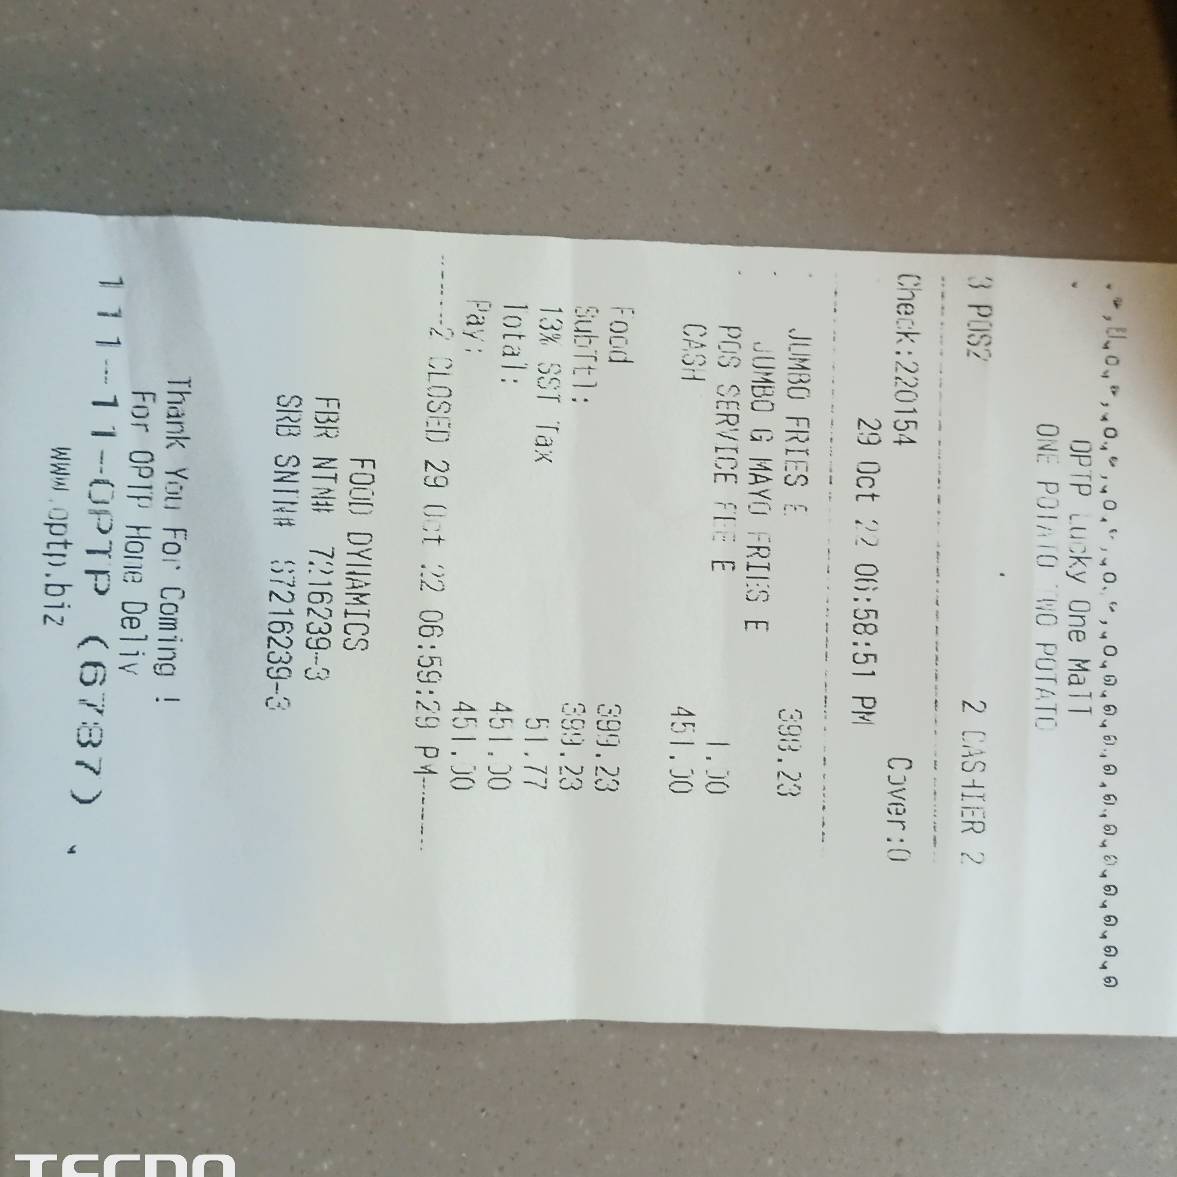 OPTP Lucky One Mall
ONE POTATO TWO POTATO
3 POS2 2 CASHIER 2
Check:220154 Cover:0
29 Oct 22 06:58:51 PM
JUMBO FRIES E 398.23
JUMBO G MAYO FRIES E
POS SERVICE FEE E 1.00
CASH 451.00
Food 399.23
SubTtl: 399.23
13% SST Tax 51.77
Total: 451.00
Pay: 451.00
------2 CLOSED 29 Oct 22 06:59:29 PM-------
FOOD DYNAMICS
FBR NTN# 7216239-3
SRB SNTN# S7216239-3
Thank You For Coming !
For OPTP Home Deliv
111-11-OPTP (6787)
www.optp.biz
TECNO